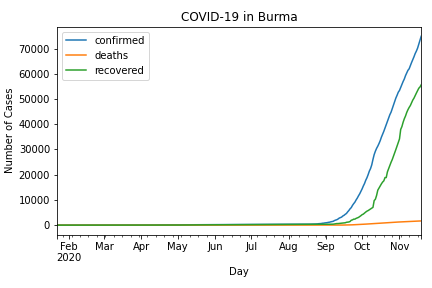 COVID-19 in Burma
confirmed
deaths
recovered
Number of Cases
70000
60000
50000
40000
30000
20000
10000
0
Feb Mar Apr May Jun Jul Aug Sep Oct Nov
2020
Day